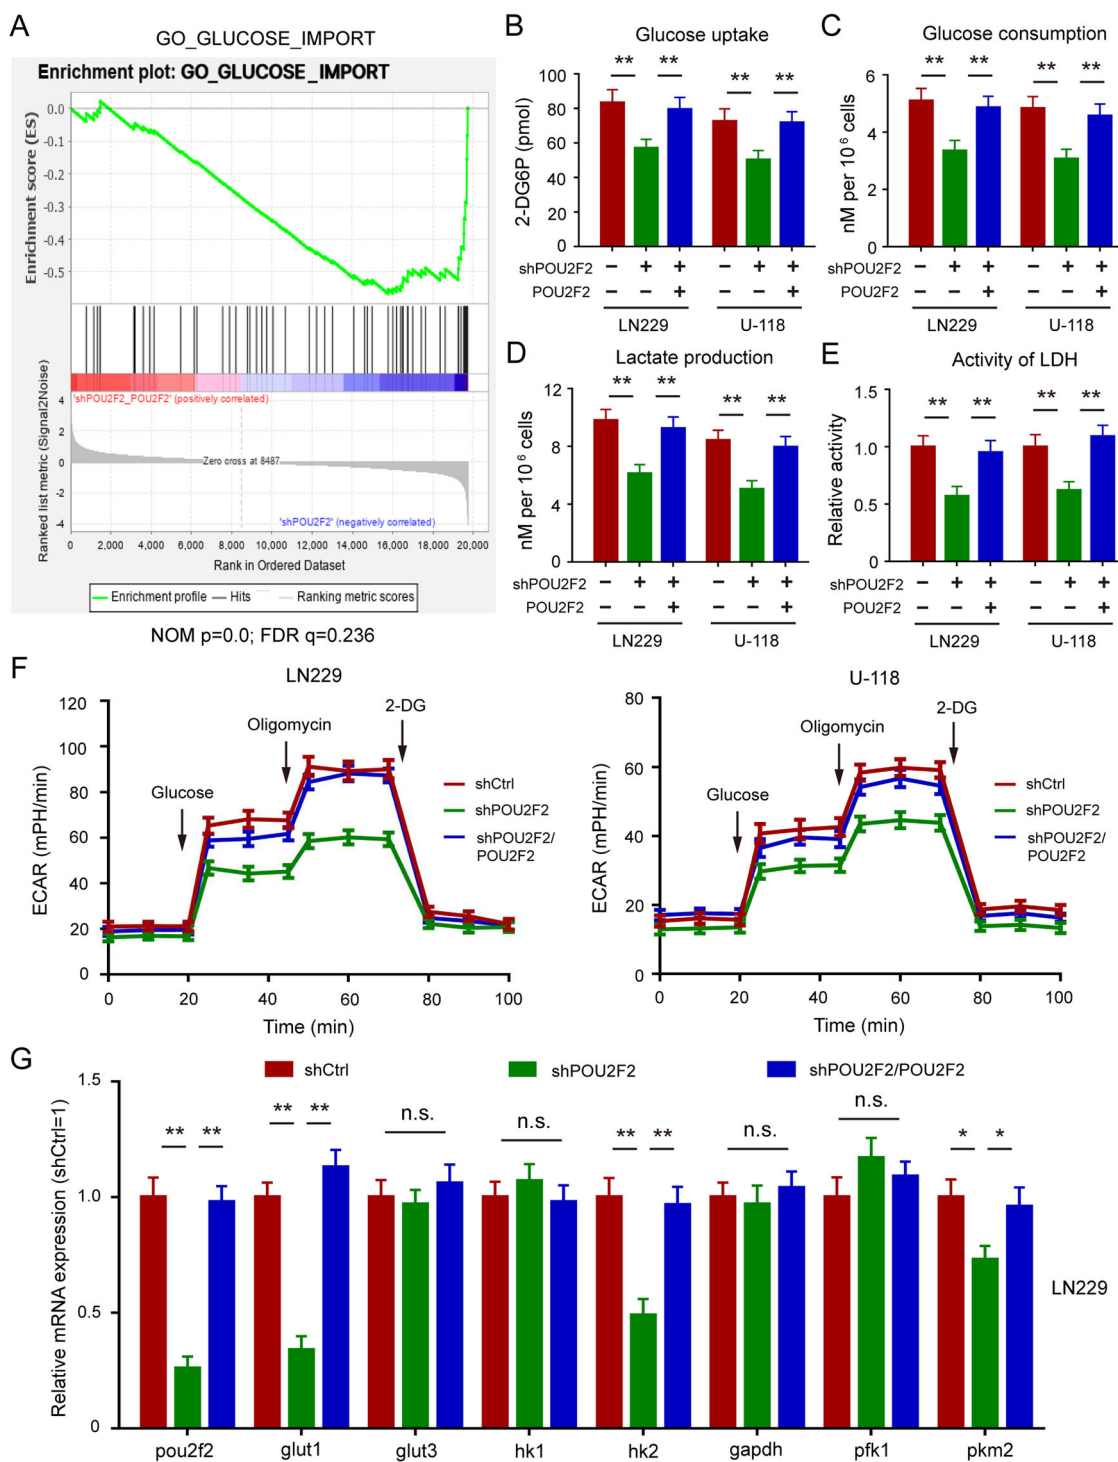 A
GO_GLUCOSE_IMPORT
Enrichment plot: GO_GLUCOSE_IMPORT
Enrichment score (ES)
0.0
-0.1
-0.2
-0.3
-0.4
-0.5
'shPOU2F2_POU2F2' (positively correlated)
Ranked list metric (Signal2Noise)
4
2
0
-2
-4
Zero cross at 8487
'shPOU2F2' (negatively correlated)
0 2,000 4,000 6,000 8,000 10,000 12,000 14,000 16,000 18,000 20,000
Rank in Ordered Dataset
Enrichment profile Hits Ranking metric scores
NOM p=0.0; FDR q=0.236
B
Glucose uptake
** ** ** **
2-DG6P (pmol)
100
80
60
40
20
0
shPOU2F2 − + + − + +
POU2F2 − − + − − +
LN229 U-118
C
Glucose consumption
** ** ** **
nM per 10⁶ cells
6
4
2
0
− + + − + +
− − + − − +
LN229 U-118
D
Lactate production
** ** ** **
nM per 10⁶ cells
12
8
4
0
shPOU2F2 − + + − + +
POU2F2 − − + − − +
LN229 U-118
E
Activity of LDH
** ** ** **
Relative activity
1.5
1.0
0.5
0
shPOU2F2 − + + − + +
POU2F2 − − + − − +
LN229 U-118
F
LN229
ECAR (mPH/min)
120
100
80
60
40
20
0
Glucose
Oligomycin
2-DG
shCtrl
shPOU2F2
shPOU2F2/
POU2F2
0 20 40 60 80 100
Time (min)
U-118
ECAR (mPH/min)
80
60
40
20
0
Glucose
Oligomycin
2-DG
shCtrl
shPOU2F2
shPOU2F2/
POU2F2
0 20 40 60 80 100
Time (min)
G
shCtrl shPOU2F2 shPOU2F2/POU2F2
Relative mRNA expression (shCtrl=1)
1.5
1.0
0.5
0
** ** ** ** n.s. n.s. ** ** n.s. n.s. * *
pou2f2 glut1 glut3 hk1 hk2 gapdh pfk1 pkm2
LN229